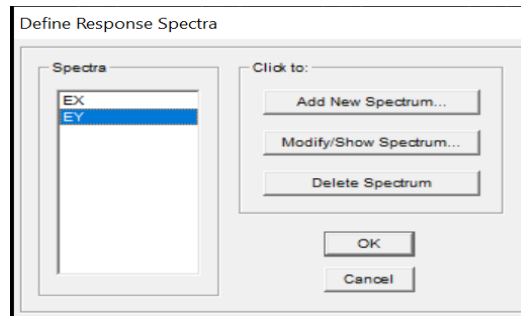 Define Response Spectra
Spectra
EX
EY
Click to:
Add New Spectrum...
Modify/Show Spectrum...
Delete Spectrum
OK
Cancel